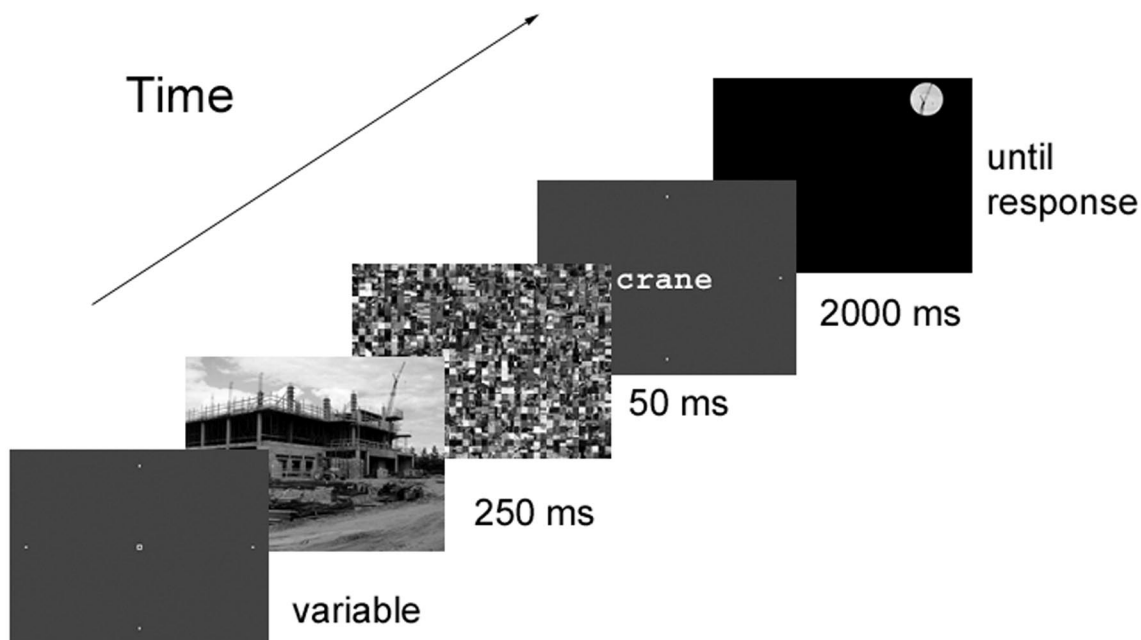 Time
until
response
crane
2000 ms
50 ms
250 ms
variable